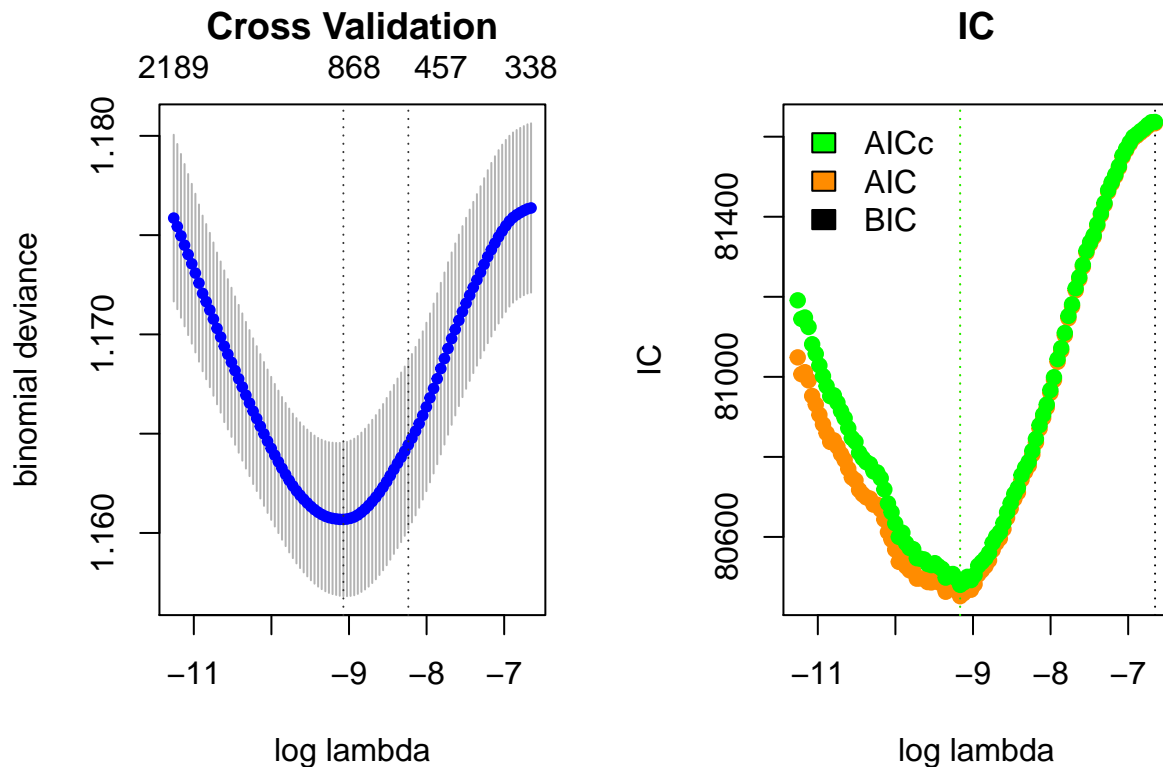 Cross Validation
2189 868 457 338
binomial deviance
1.160 1.170 1.180
−11 −9 −8 −7
log lambda
IC
AICc
AIC
BIC
IC
80600 81000 81400
−11 −9 −8 −7
log lambda